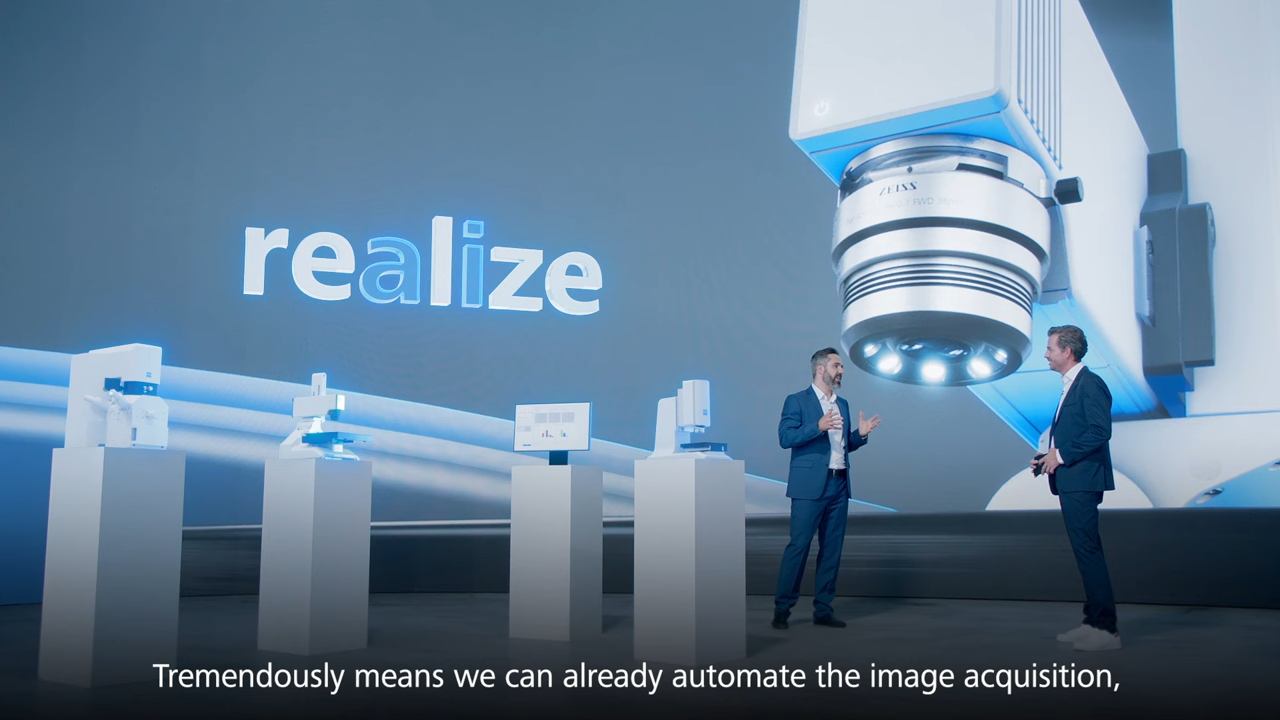 ZEISS
realize
Tremendously means we can already automate the image acquisition,